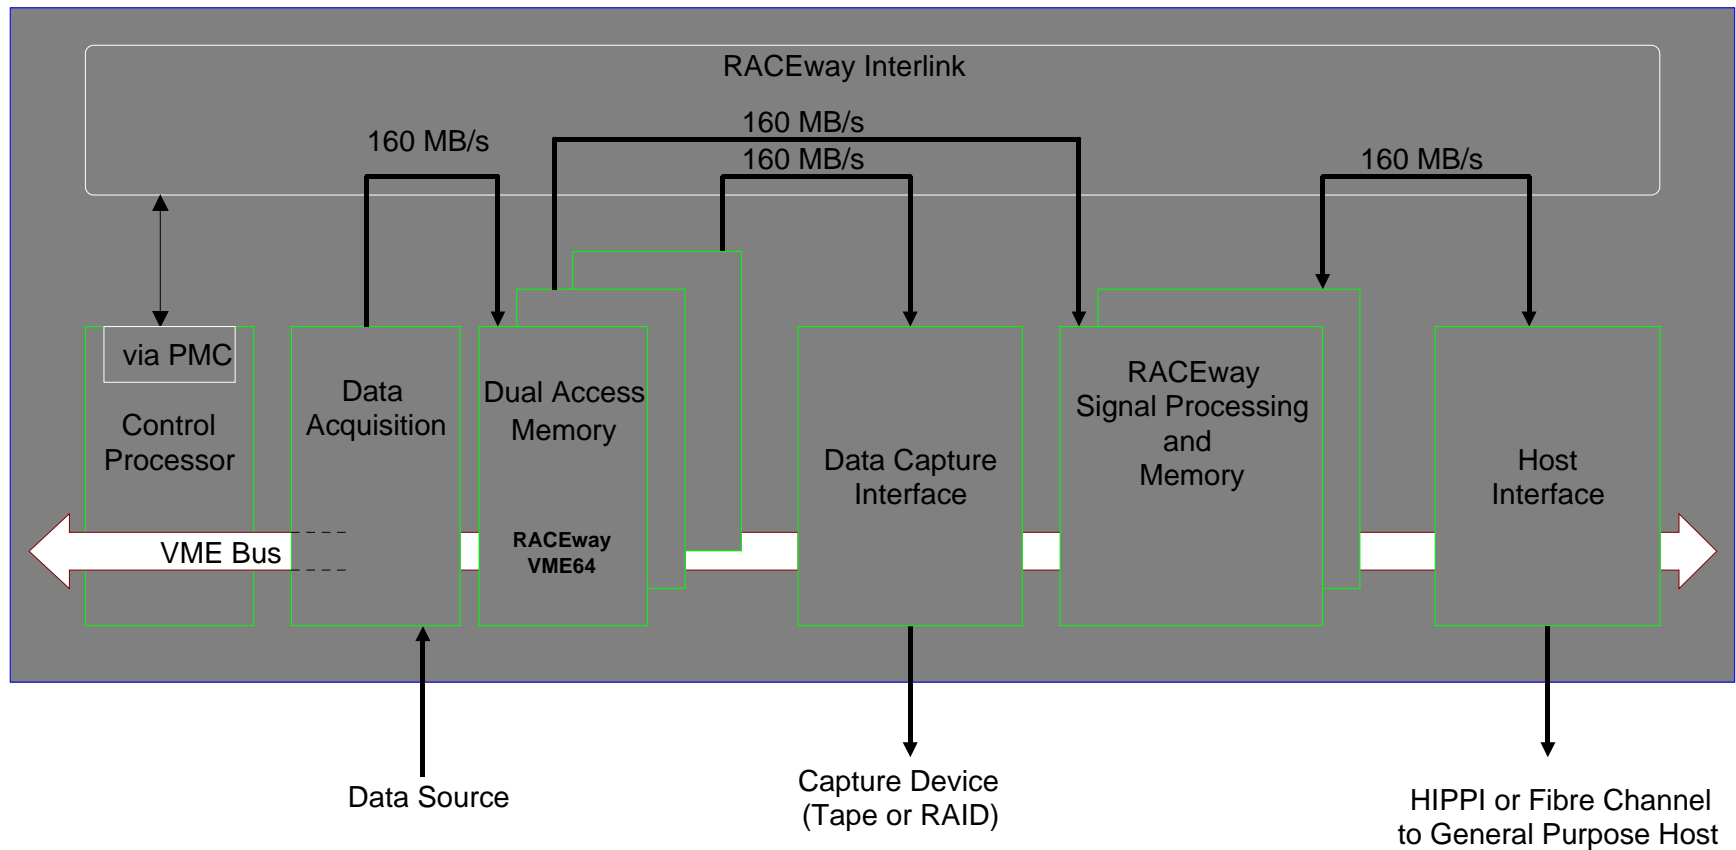 RACEway Interlink
160 MB/s
160 MB/s
160 MB/s
160 MB/s
via PMC
Control
Processor
Data
Acquisition
Dual Access
Memory
RACEway
VME64
Data Capture
Interface
RACEway
Signal Processing
and
Memory
Host
Interface
VME Bus
Data Source
Capture Device
(Tape or RAID)
HIPPI or Fibre Channel
to General Purpose Host